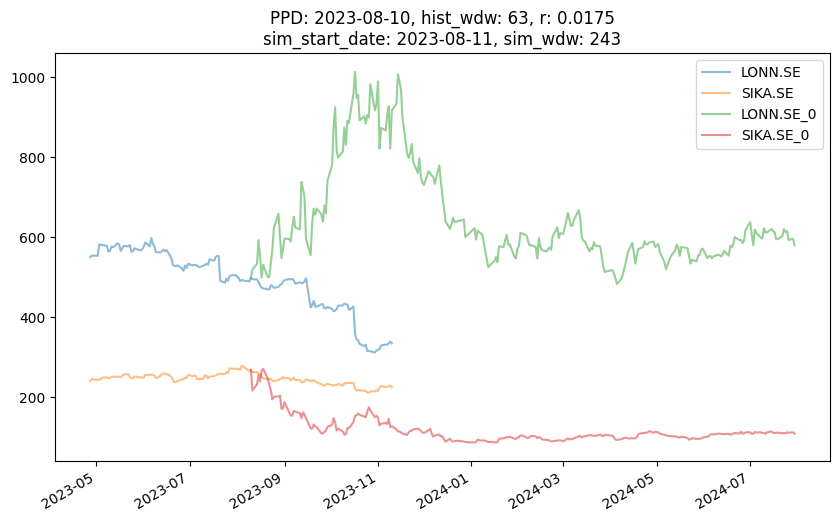 PPD: 2023-08-10, hist_wdw: 63, r: 0.0175
sim_start_date: 2023-08-11, sim_wdw: 243
LONN.SE
SIKA.SE
LONN.SE_0
SIKA.SE_0
1000
800
600
400
200
2023-05
2023-07
2023-09
2023-11
2024-01
2024-03
2024-05
2024-07